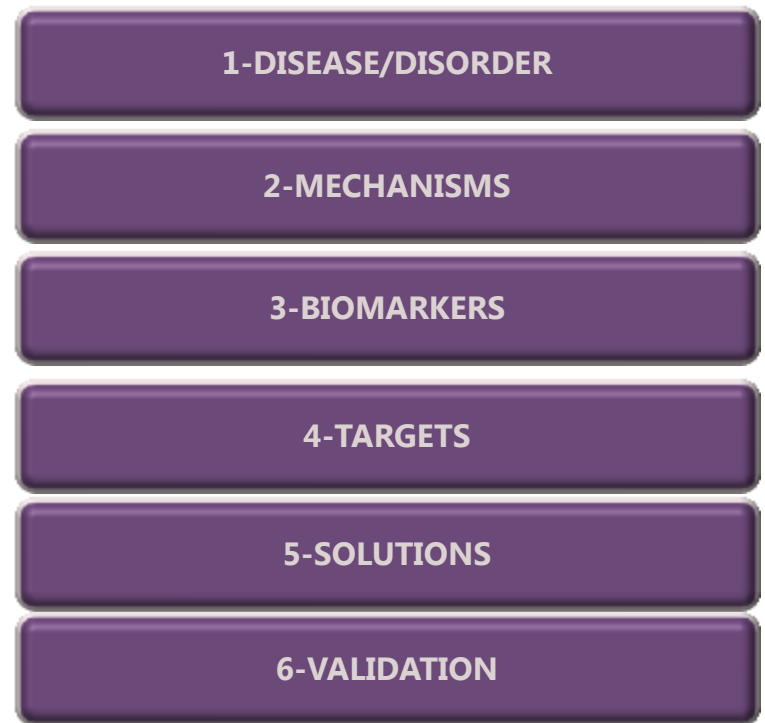 1-DISEASE/DISORDER
2-MECHANISMS
3-BIOMARKERS
4-TARGETS
5-SOLUTIONS
6-VALIDATION